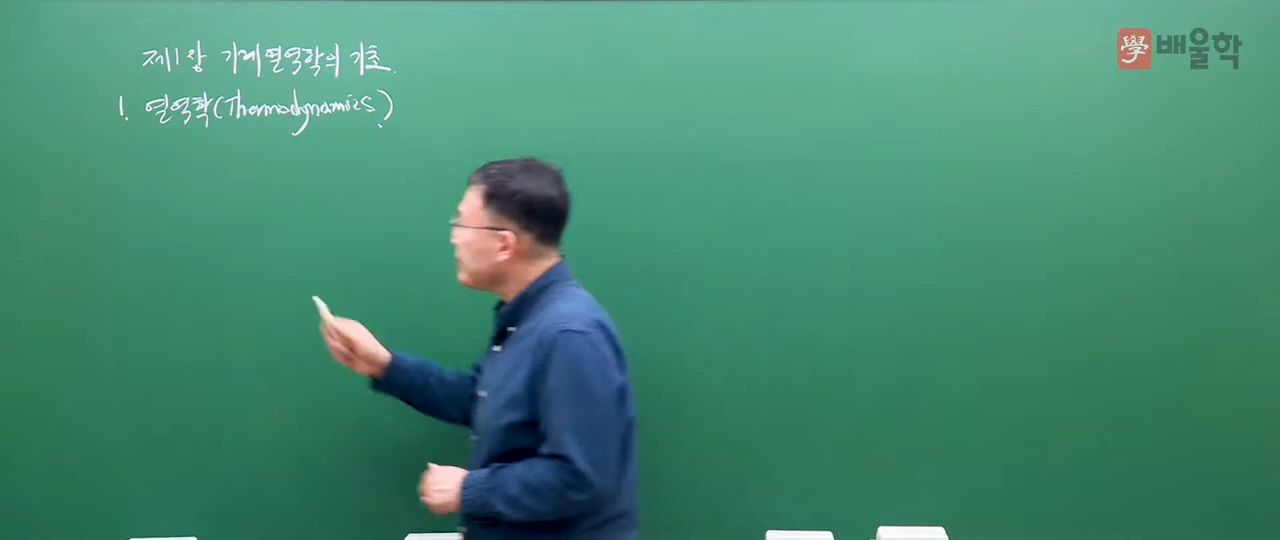 제1장 기계열역학의 기초.
1. 열역학(Thermodynamics)
學 배울학